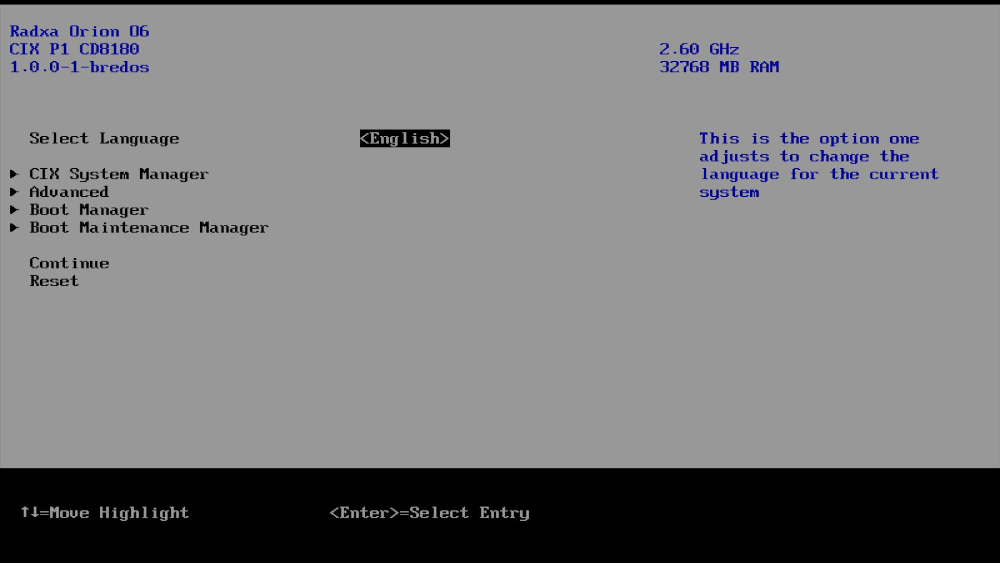 Radxa Orion O6
CIX P1 CD8180 2.60 GHz
1.0.0-1-bredos 32768 MB RAM
Select Language <English> This is the option one
adjusts to change the
▶ CIX System Manager language for the current
▶ Advanced system
▶ Boot Manager
▶ Boot Maintenance Manager
Continue
Reset
↑↓=Move Highlight <Enter>=Select Entry